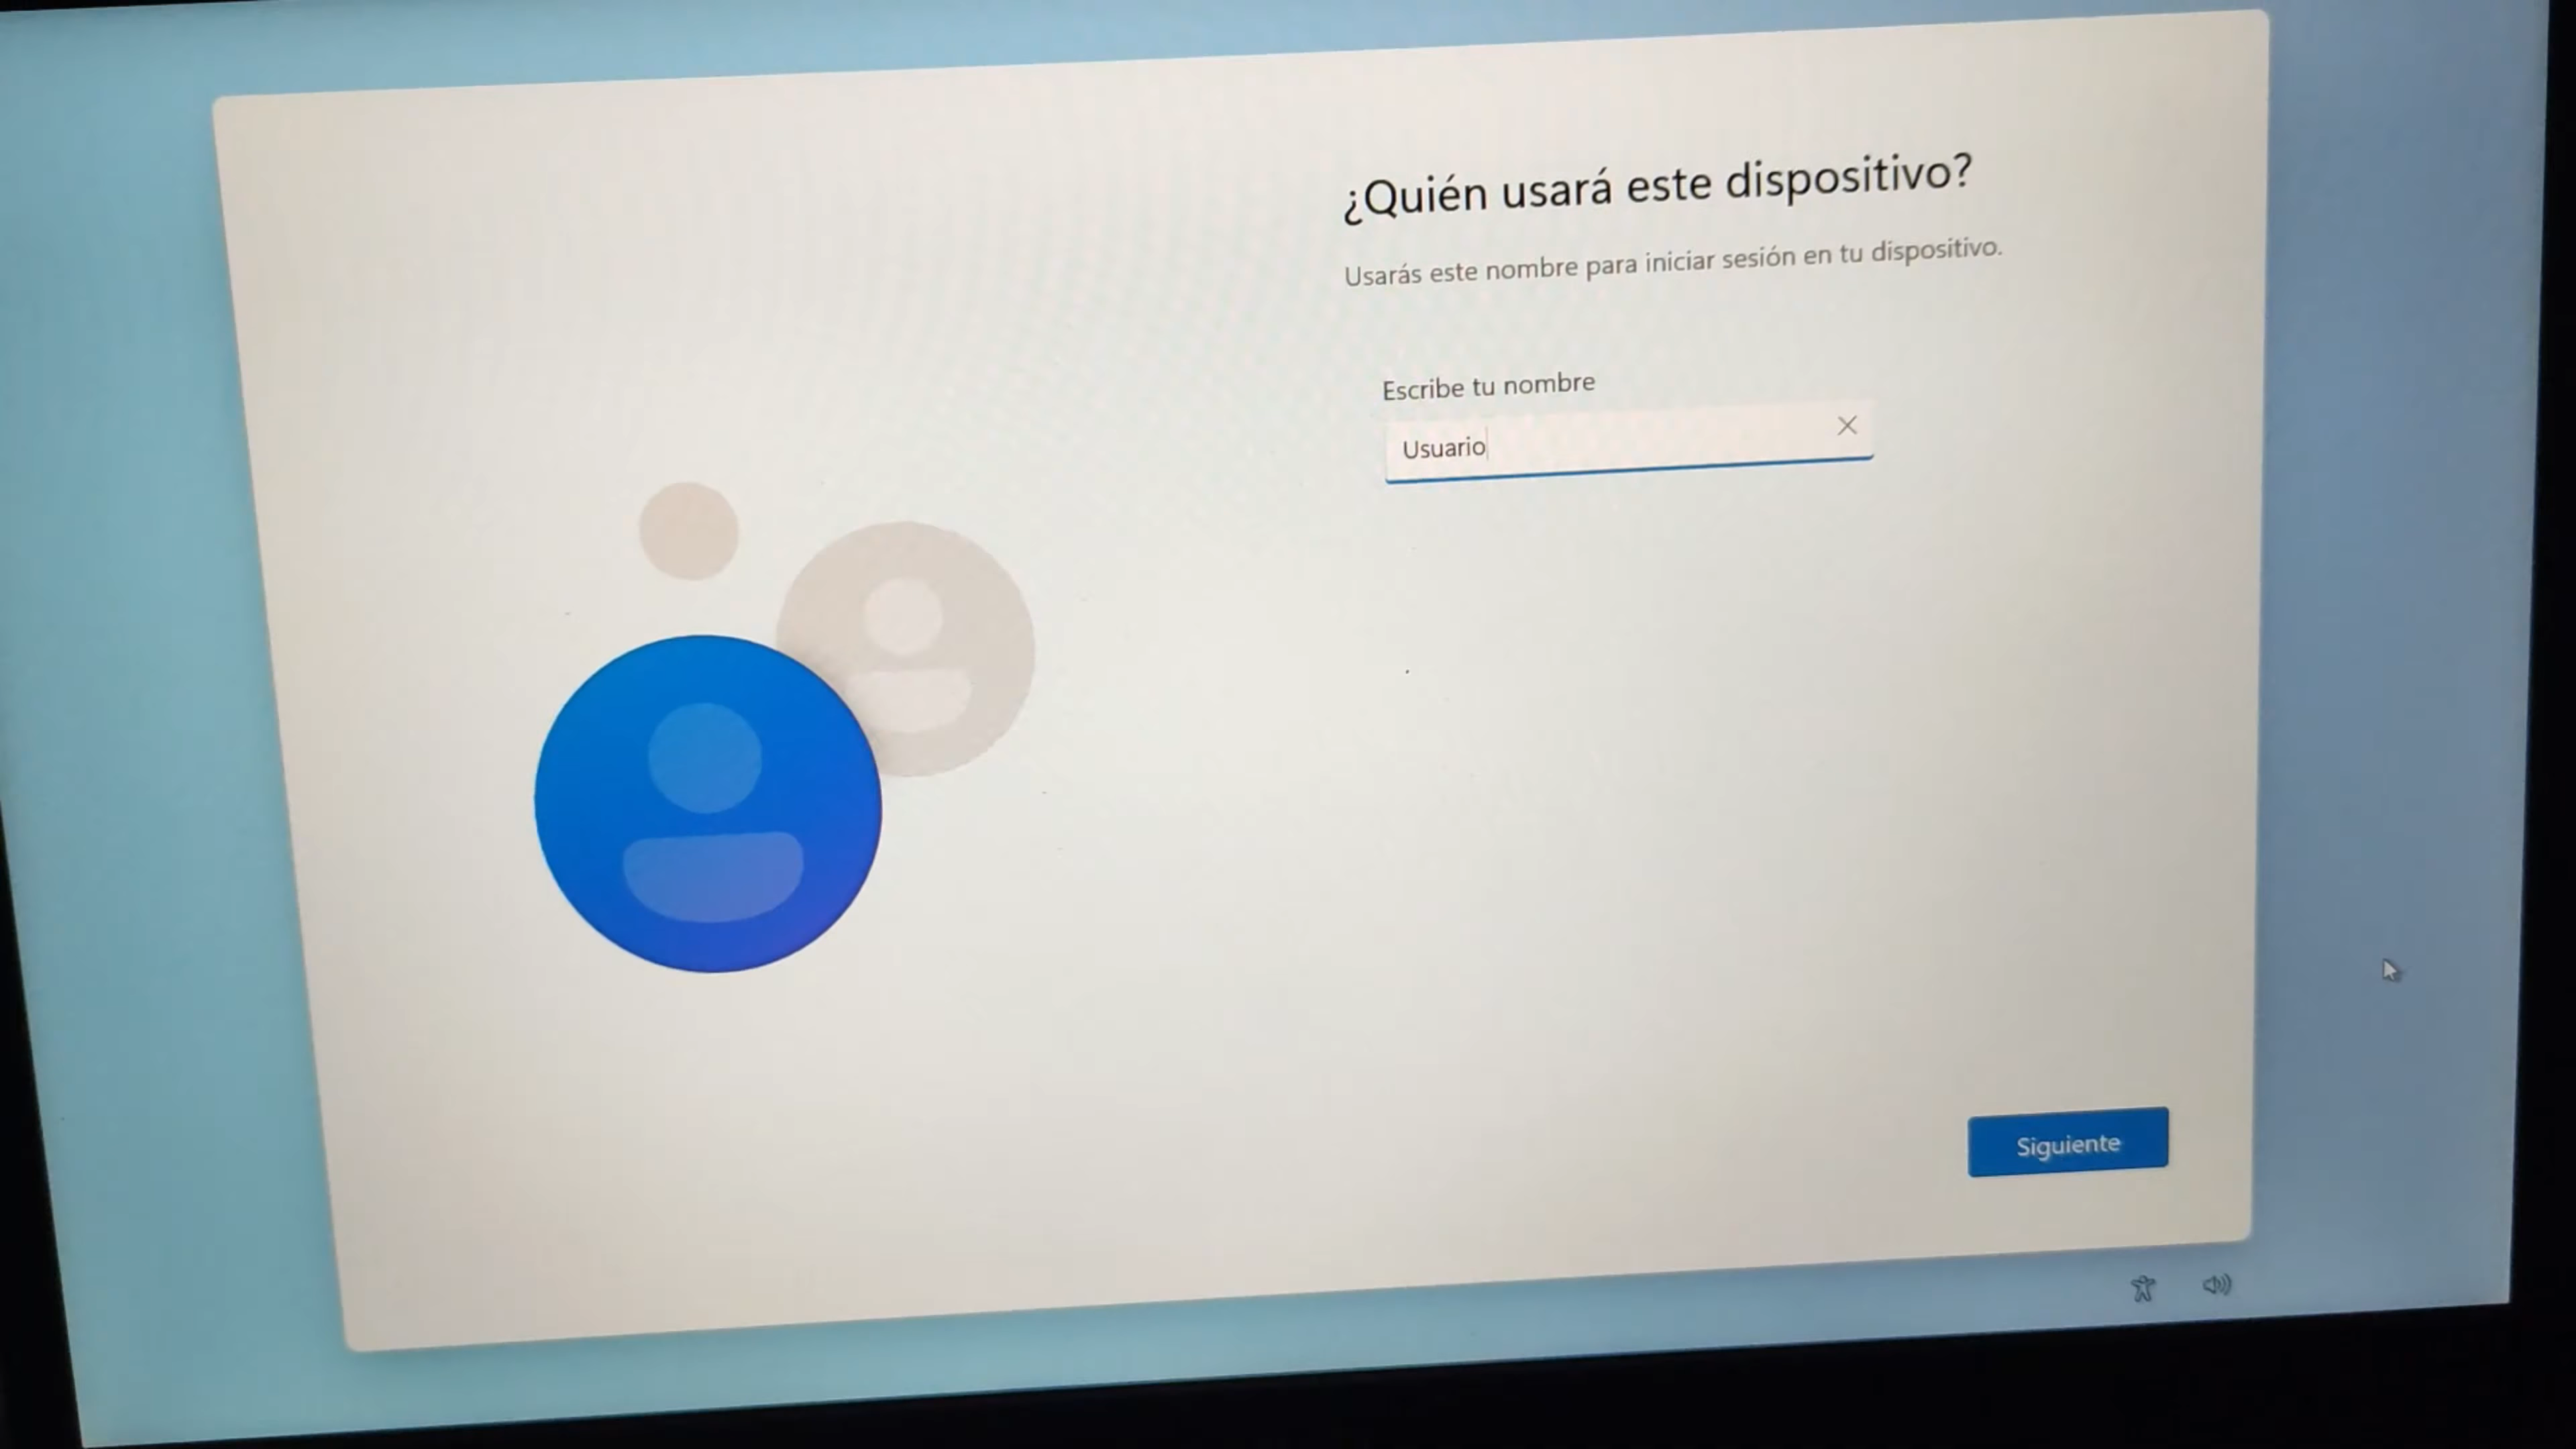 ¿Quién usará este dispositivo?
Usarás este nombre para iniciar sesión en tu dispositivo.
Escribe tu nombre
Usuario
Siguiente